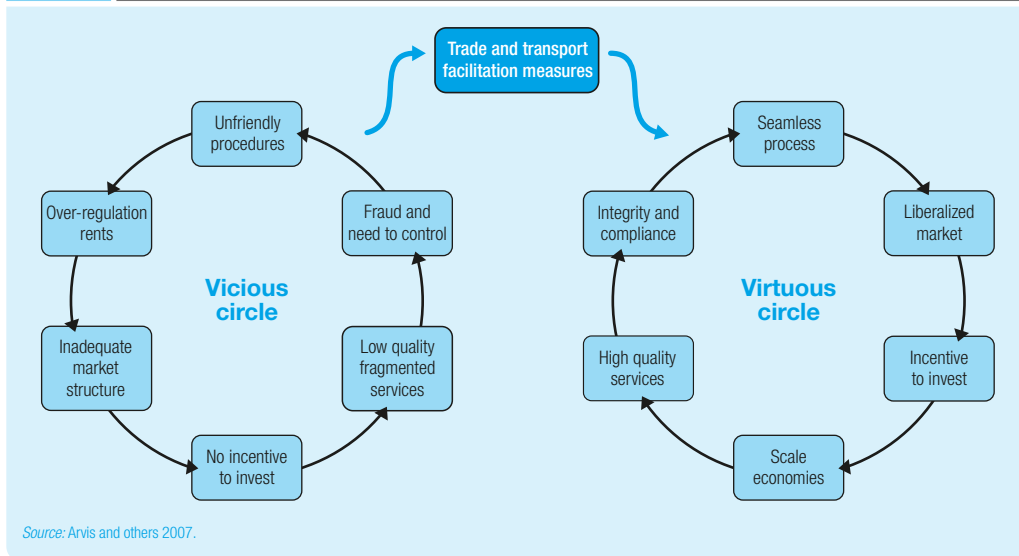 Trade and transport
facilitation measures
Unfriendly
procedures
Over-regulation
rents
Inadequate
market
structure
No incentive
to invest
Low quality
fragmented
services
Fraud and
need to control
Vicious
circle
Seamless
process
Liberalized
market
Incentive
to invest
Scale
economies
High quality
services
Integrity and
compliance
Virtuous
circle
Source: Arvis and others 2007.